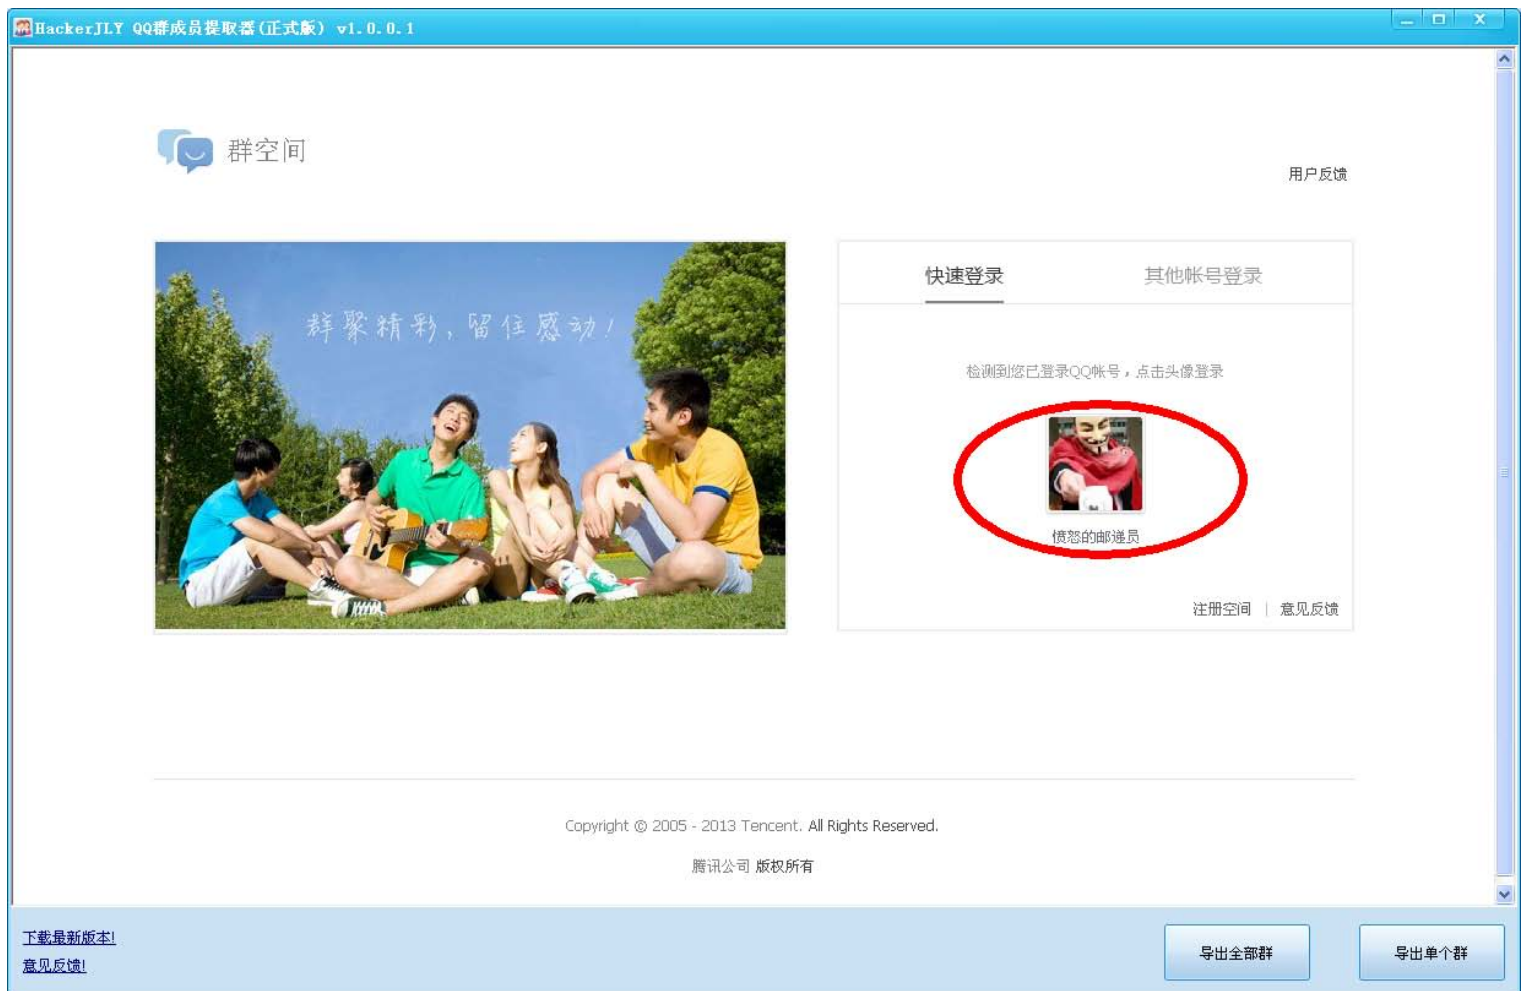 HackerJLY QQ群成员提取器(正式版) v1.0.0.1
群空间
用户反馈
群聚精彩,留住感动!
快速登录 其他帐号登录
检测到您已登录QQ帐号，点击头像登录
愤怒的邮递员
注册空间 | 意见反馈
Copyright © 2005 - 2013 Tencent. All Rights Reserved.
腾讯公司 版权所有
下载最新版本!
意见反馈!
导出全部群 导出单个群